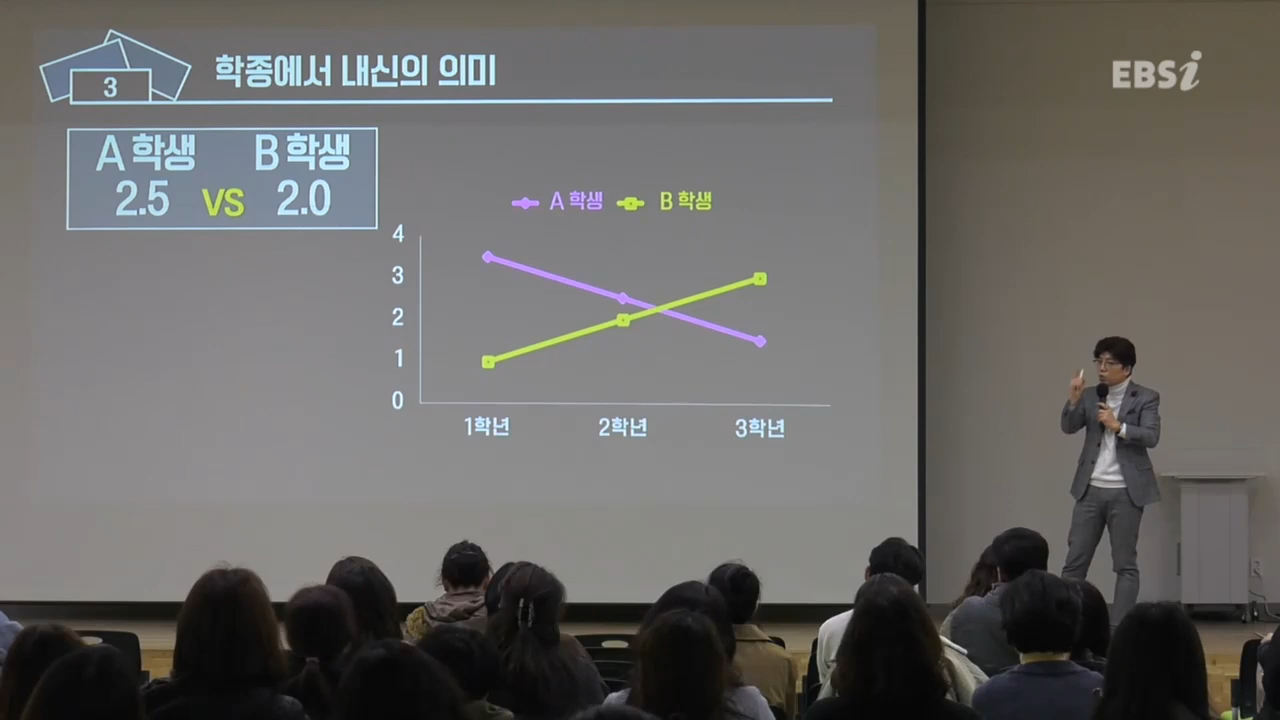 3 학종에서 내신의 의미
EBSi
A 학생 B 학생
2.5 VS 2.0
A 학생 B 학생
4
3
2
1
0
1학년 2학년 3학년